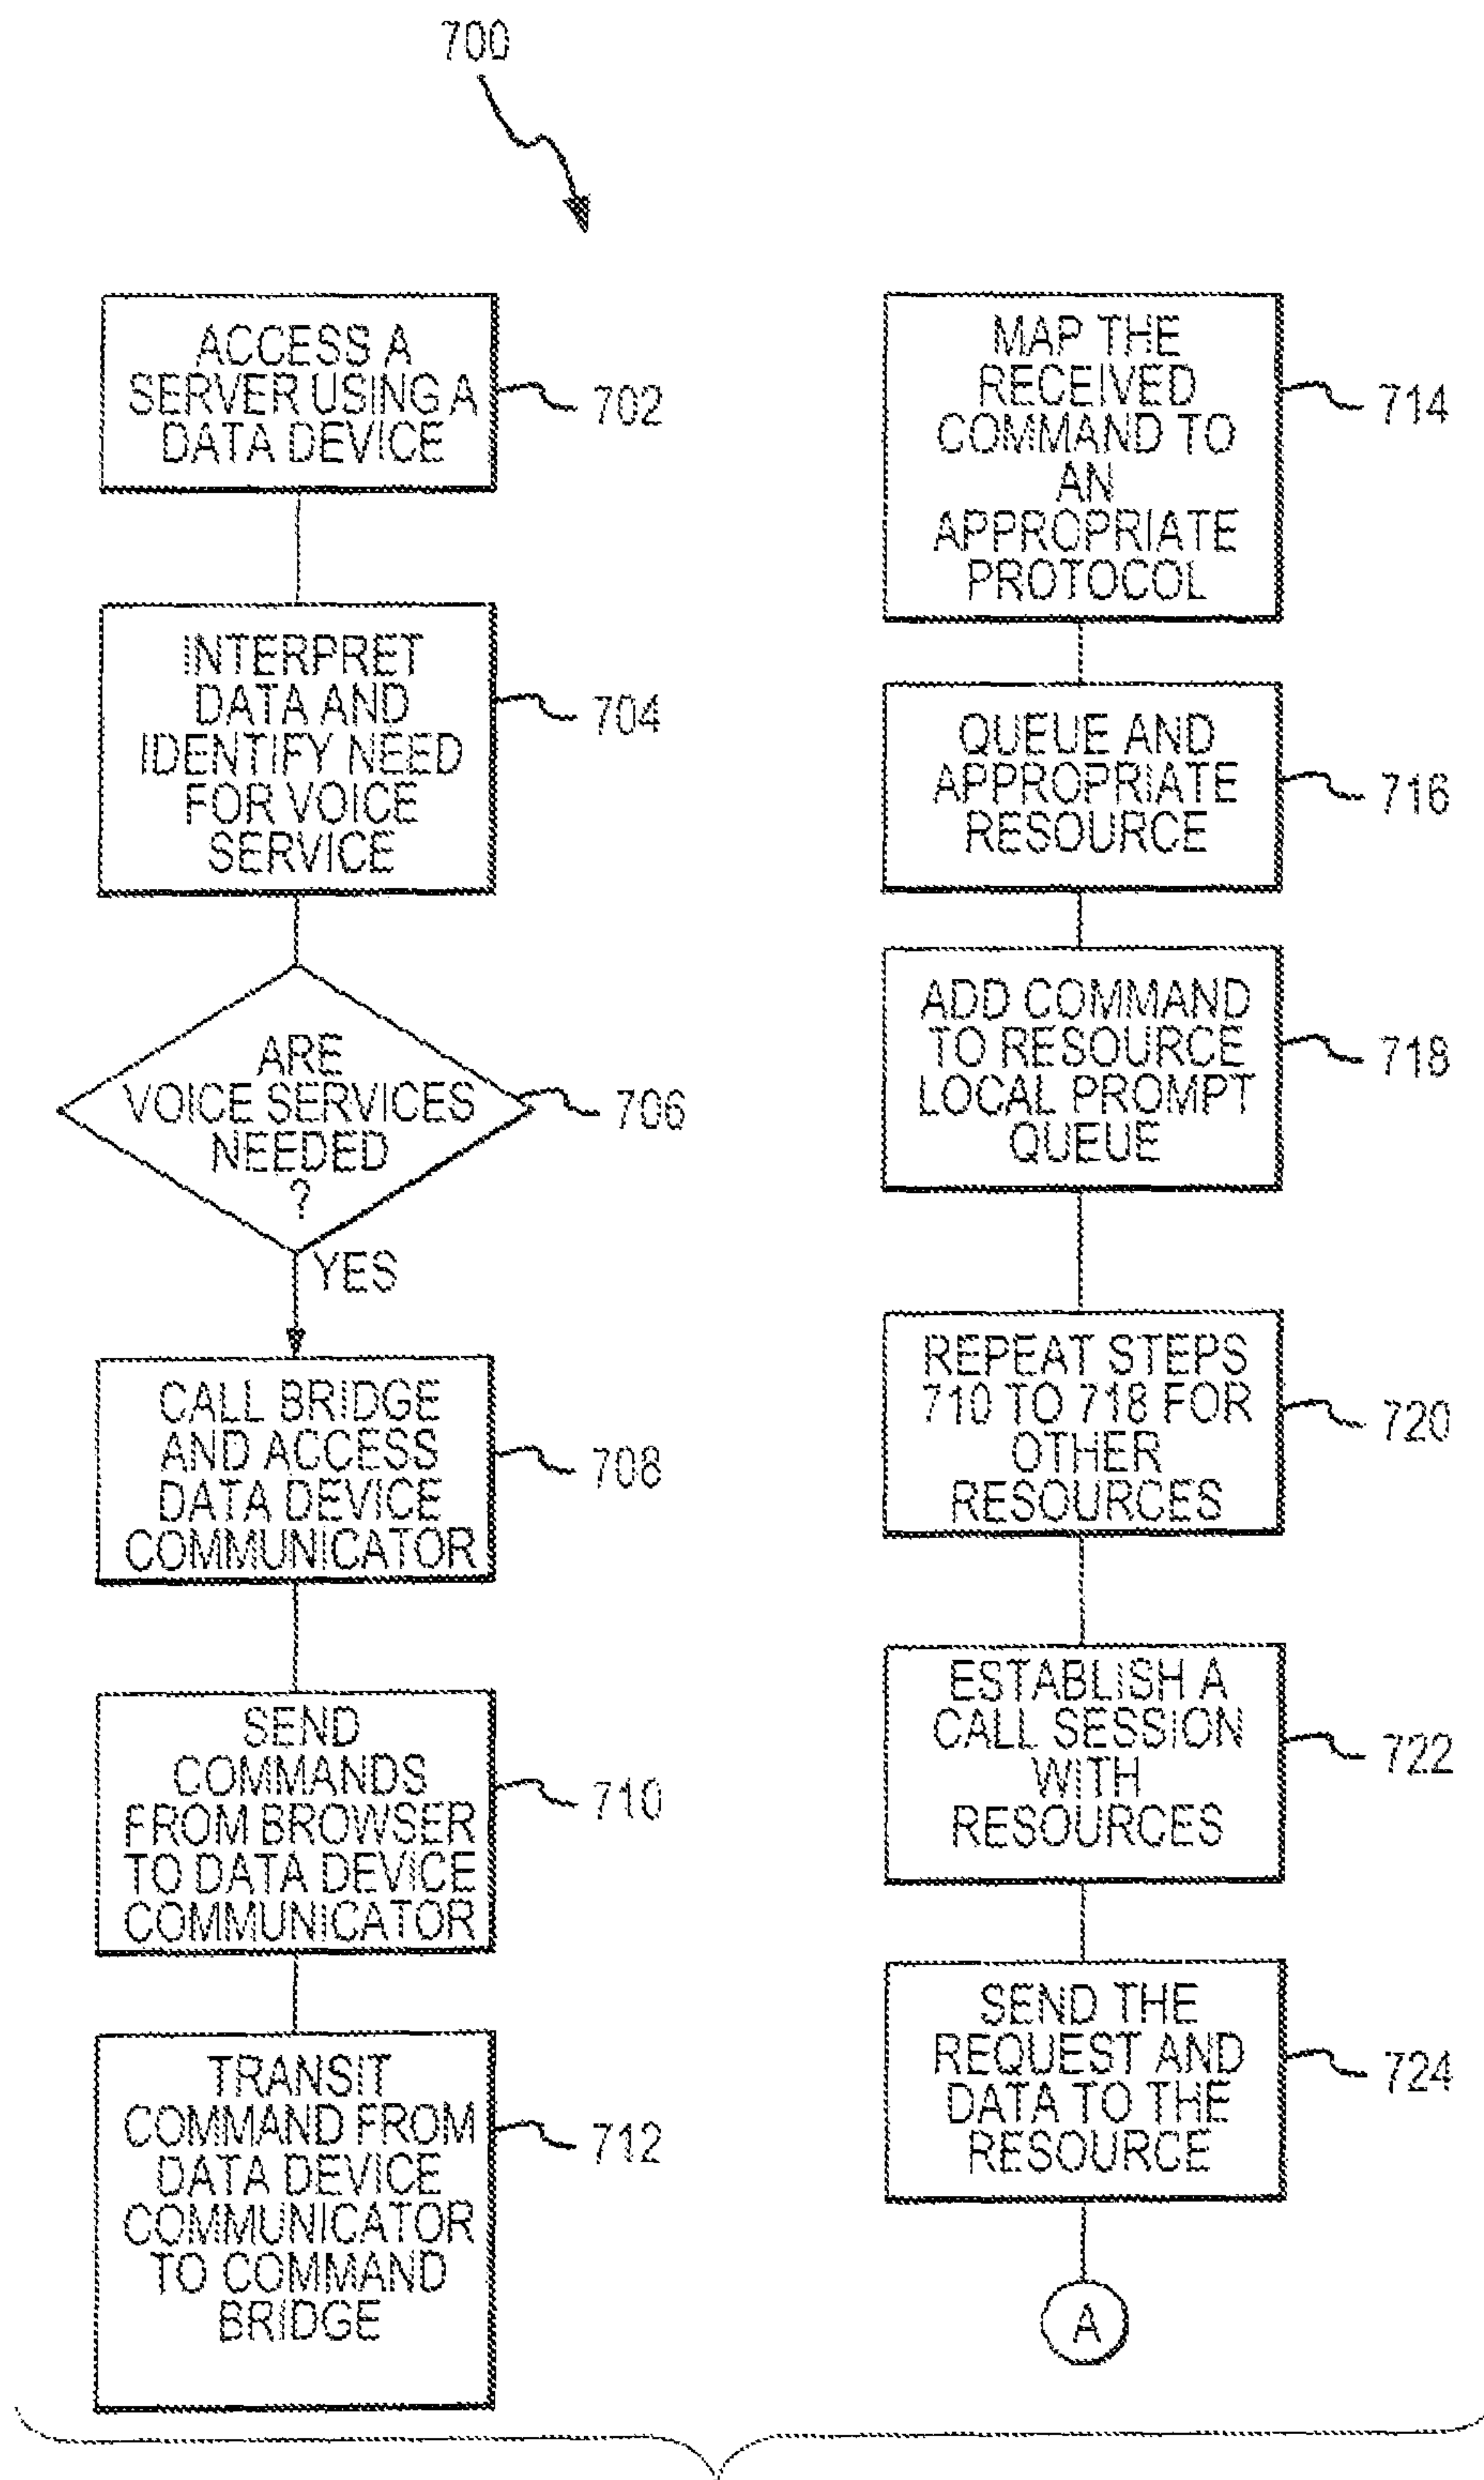 700
ACCESS A
SERVER USING A
DATA DEVICE
702
INTERPRET
DATA AND
IDENTIFY NEED
FOR VOICE
SERVICE
704
ARE
VOICE SERVICES
NEEDED
?
706
YES
CALL BRIDGE
AND ACCESS
DATA DEVICE
COMMUNICATOR
708
SEND
COMMANDS
FROM BROWSER
TO DATA DEVICE
COMMUNICATOR
710
TRANSIT
COMMAND FROM
DATA DEVICE
COMMUNICATOR
TO COMMAND
BRIDGE
712
MAP THE
RECEIVED
COMMAND TO
AN
APPROPRIATE
PROTOCOL
714
QUEUE AND
APPROPRIATE
RESOURCE
716
ADD COMMAND
TO RESOURCE
LOCAL PROMPT
QUEUE
718
REPEAT STEPS
710 TO 718 FOR
OTHER
RESOURCES
720
ESTABLISH A
CALL SESSION
WITH
RESOURCES
722
SEND THE
REQUEST AND
DATA TO THE
RESOURCE
724
A